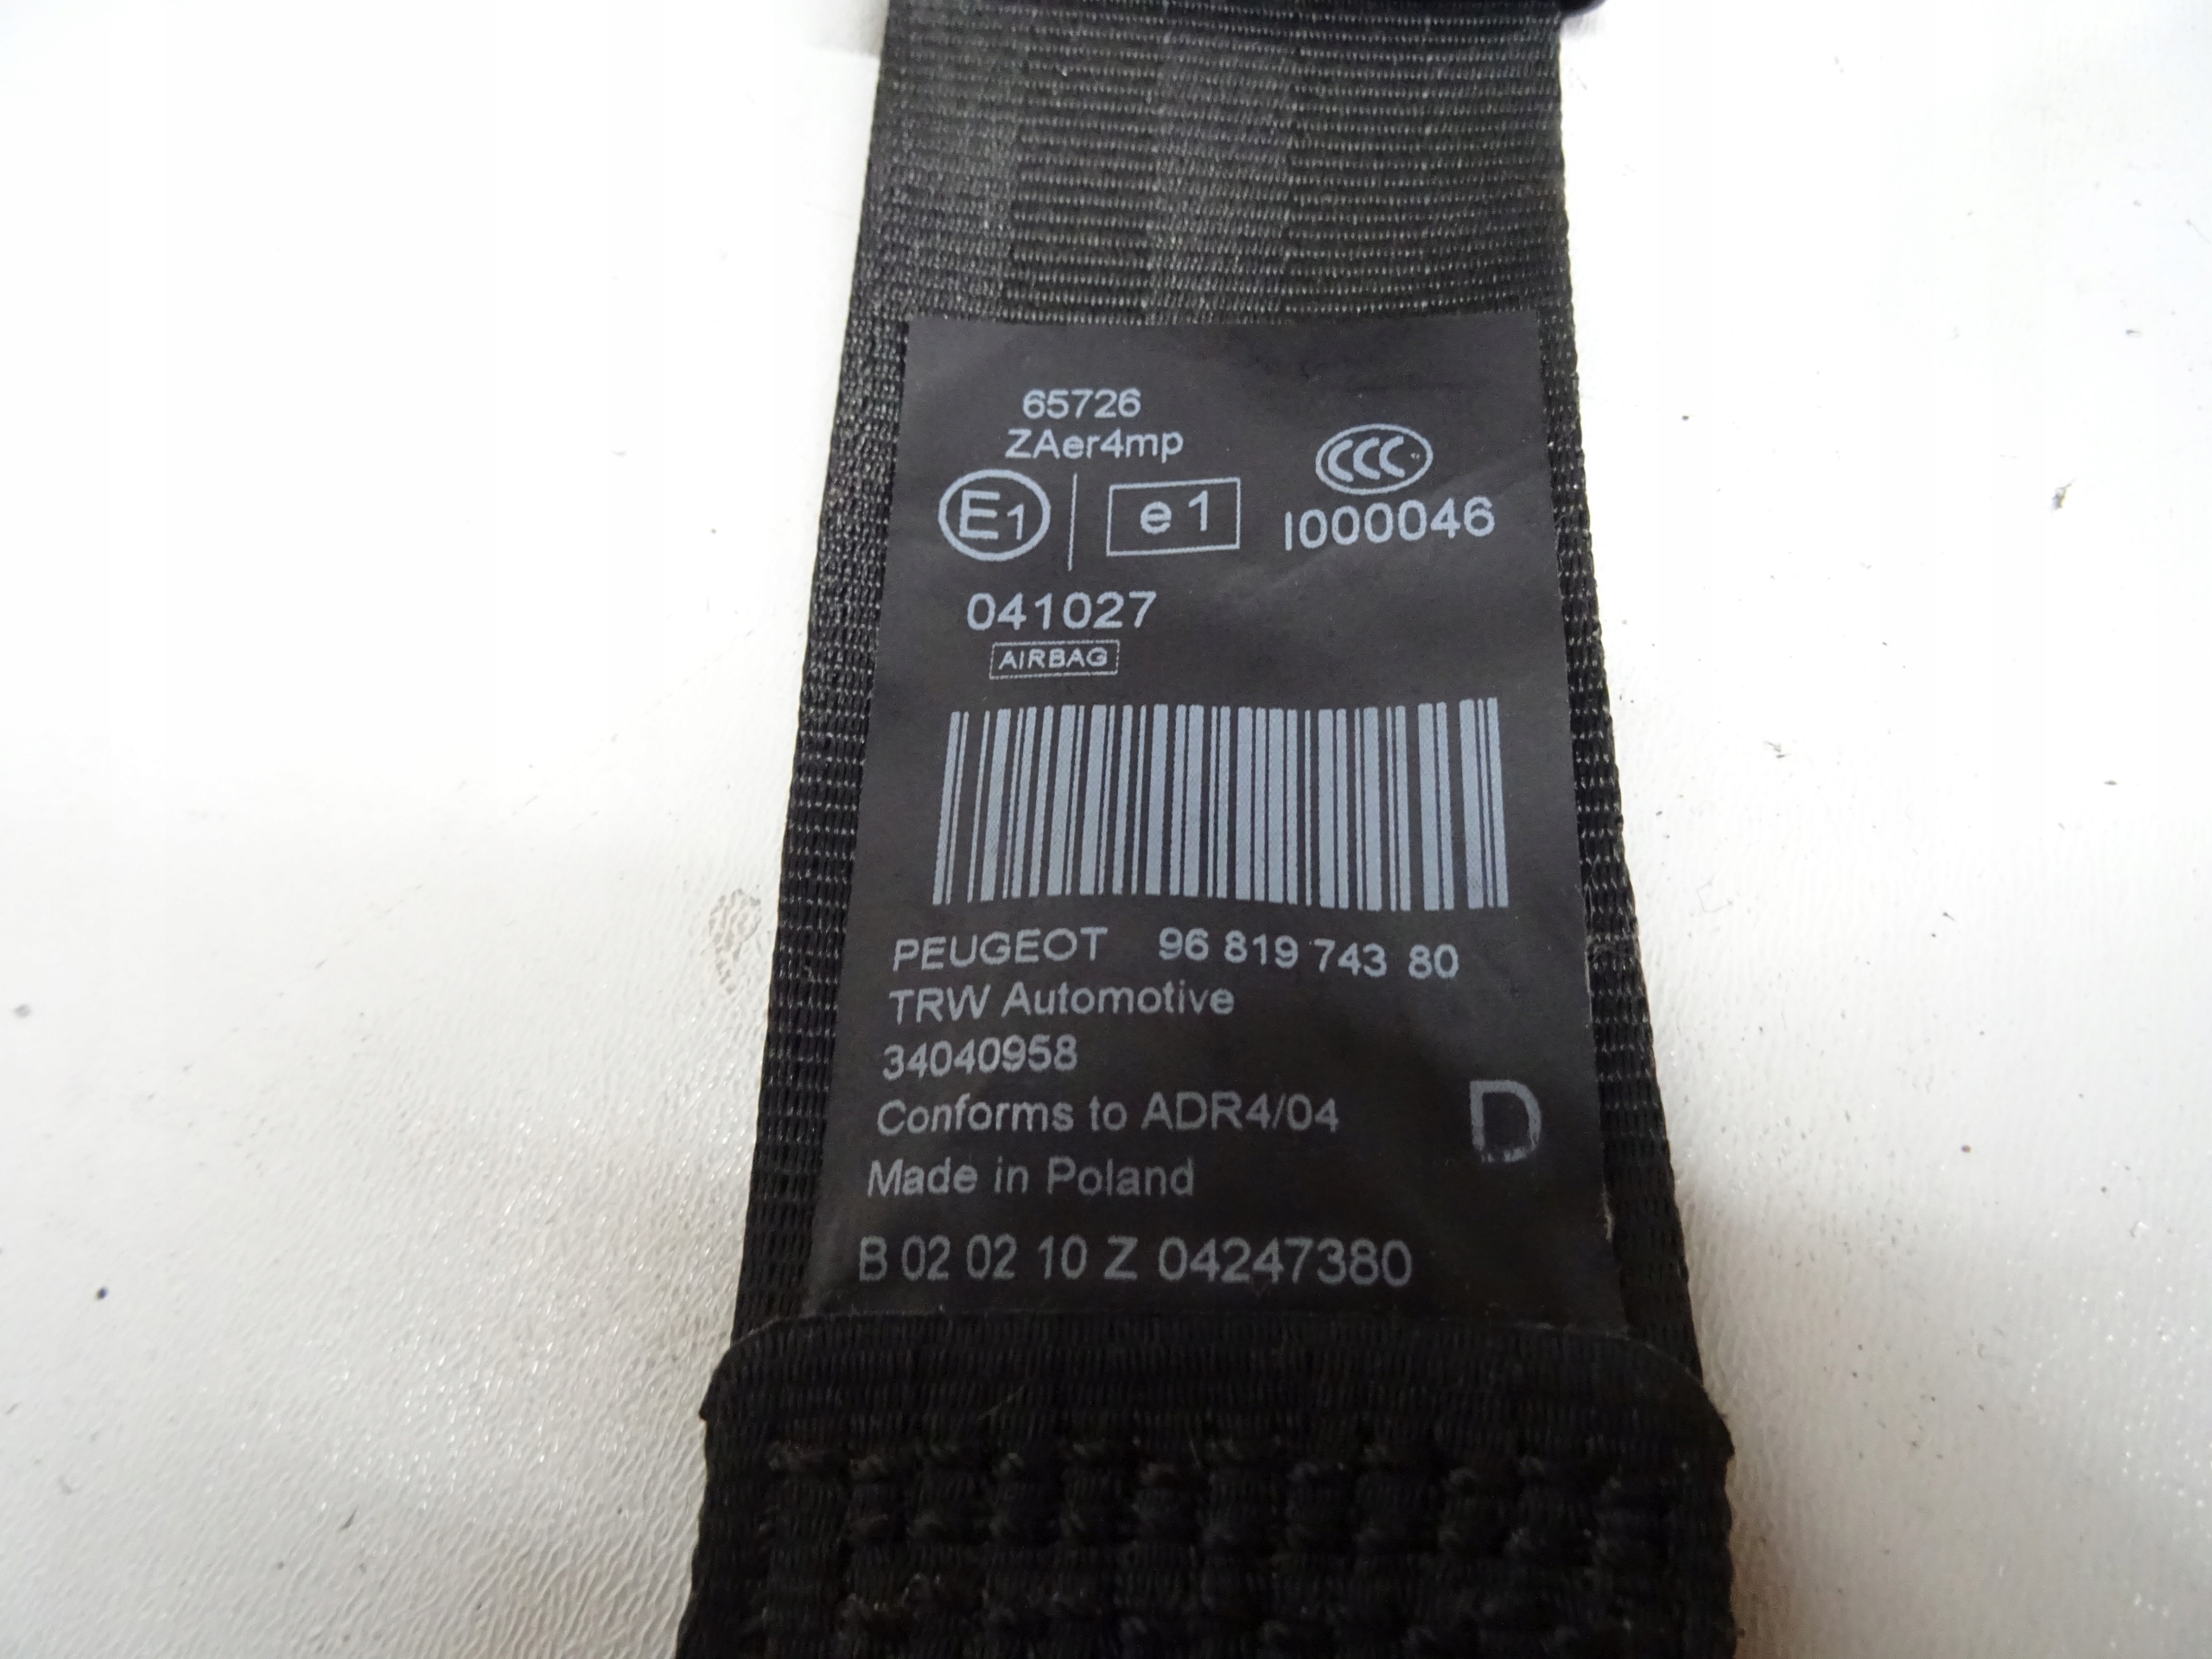 65726
ZAer4mp
E1 e1 CCC
I000046
041027
AIRBAG
PEUGEOT 96 819 743 80
TRW Automotive
34040958
Conforms to ADR4/04
D
Made in Poland
B 02 02 10 Z 04247380